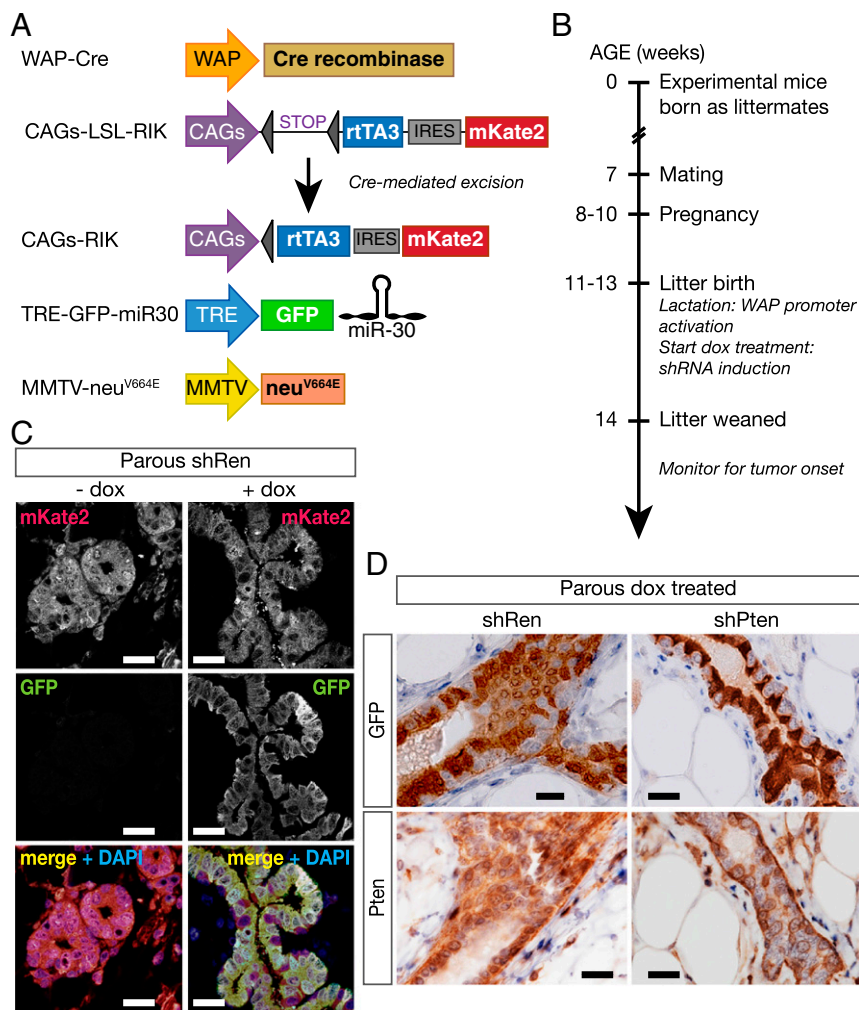 A
WAP-Cre
WAP
Cre recombinase
CAGs-LSL-RIK
CAGs
STOP
rtTA3
IRES
mKate2
Cre-mediated excision
CAGs-RIK
CAGs
rtTA3
IRES
mKate2
TRE-GFP-miR30
TRE
GFP
miR-30
MMTV-neuV664E
MMTV
neuV664E
B
AGE (weeks)
0
Experimental mice
born as littermates
7
Mating
8-10
Pregnancy
11-13
Litter birth
Lactation: WAP promoter
activation
Start dox treatment:
shRNA induction
14
Litter weaned
Monitor for tumor onset
C
Parous shRen
- dox
+ dox
mKate2
mKate2
GFP
GFP
merge + DAPI
merge + DAPI
D
Parous dox treated
shRen
shPten
GFP
Pten